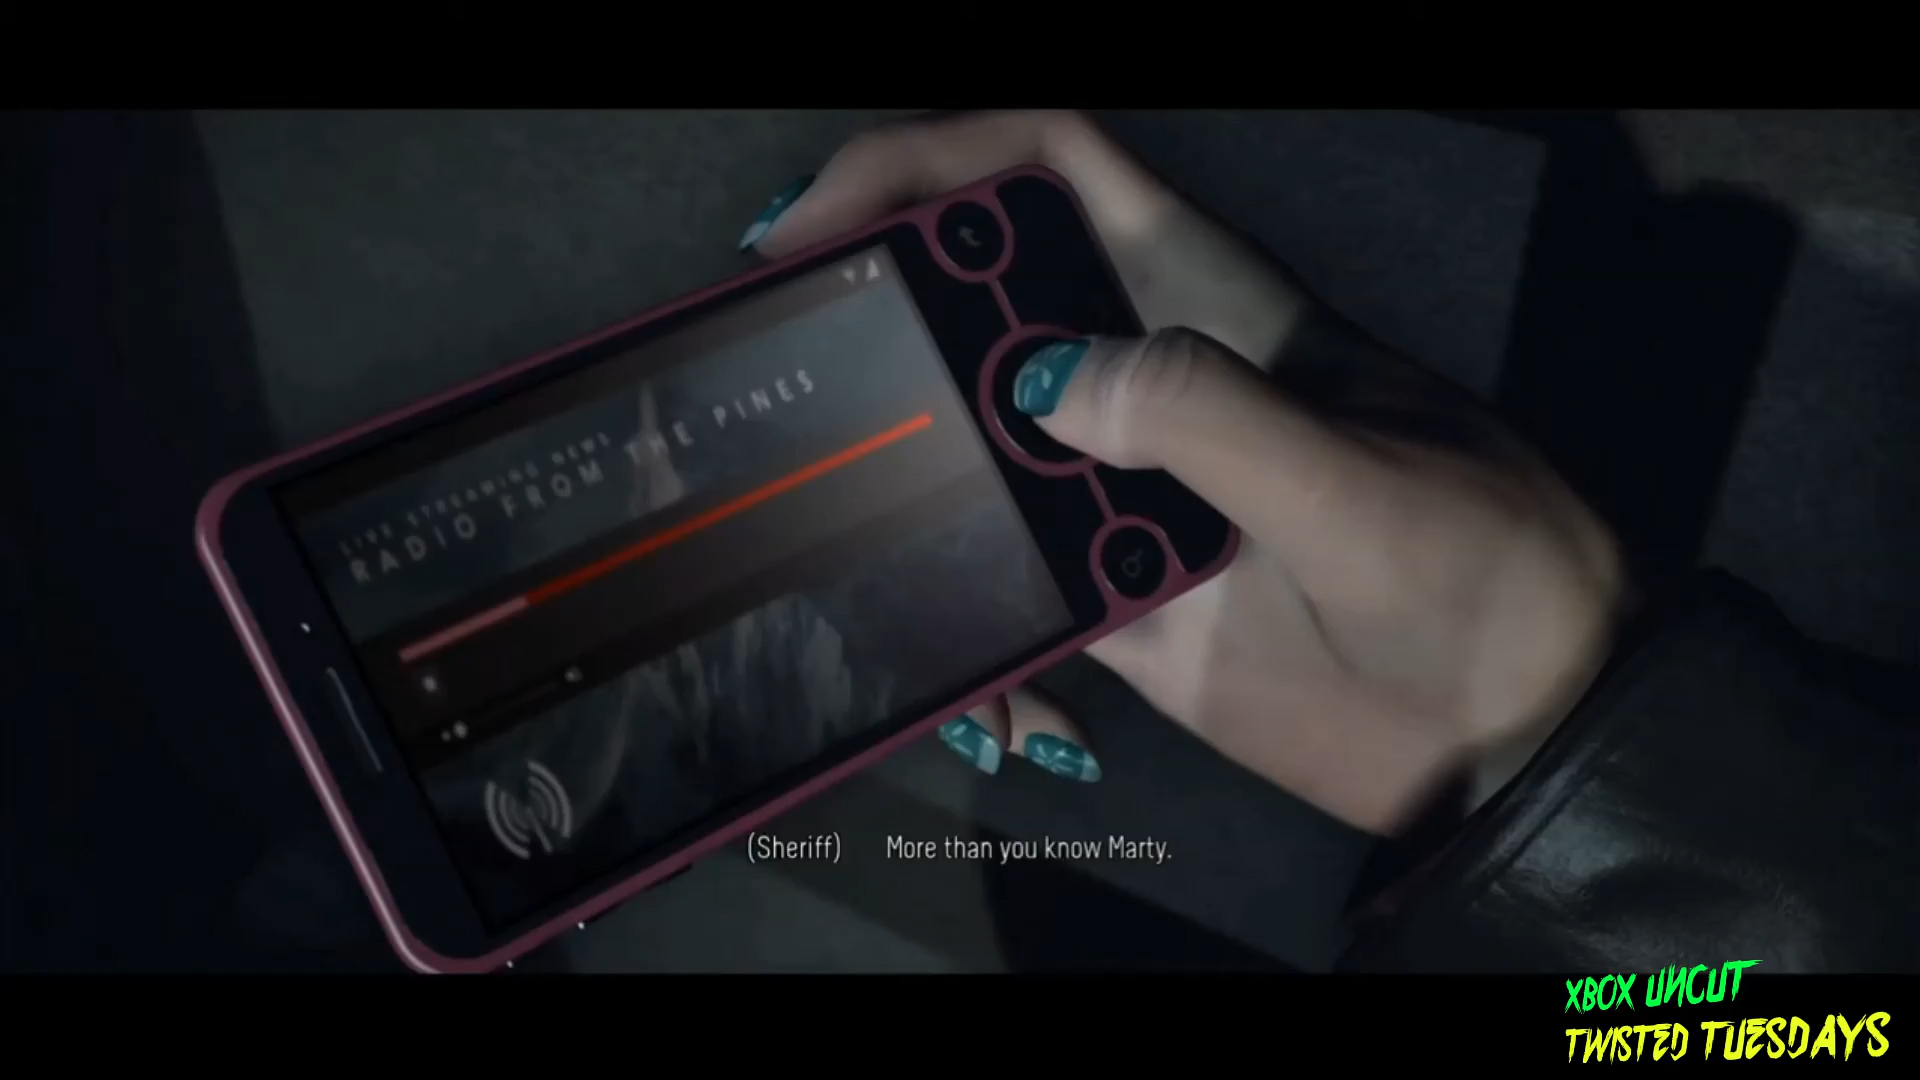 LIVE STREAMING NEWS
RADIO FROM THE PINES
(Sheriff) More than you know Marty.
XBOX UNCUT
TWISTED TUESDAYS